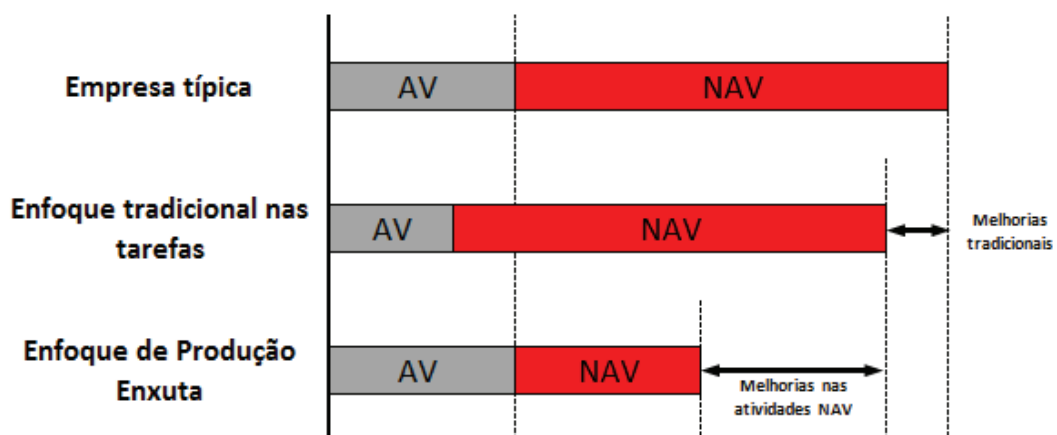 Empresa típica
AV
NAV
Enfoque tradicional nas
tarefas
AV
NAV
Melhorias
tradicionais
Enfoque de Produção
Enxuta
AV
NAV
Melhorias nas
atividades NAV